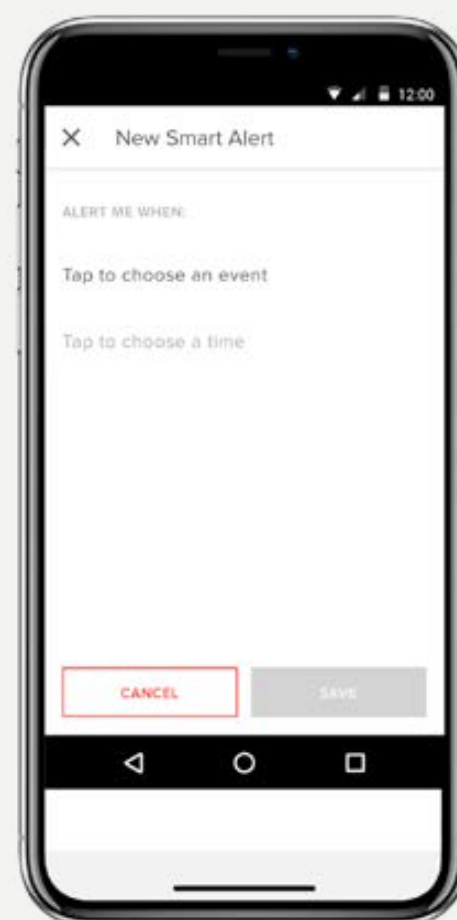 12:00
New Smart Alert
ALERT ME WHEN:
Tap to choose an event
Tap to choose a time
CANCEL SAVE